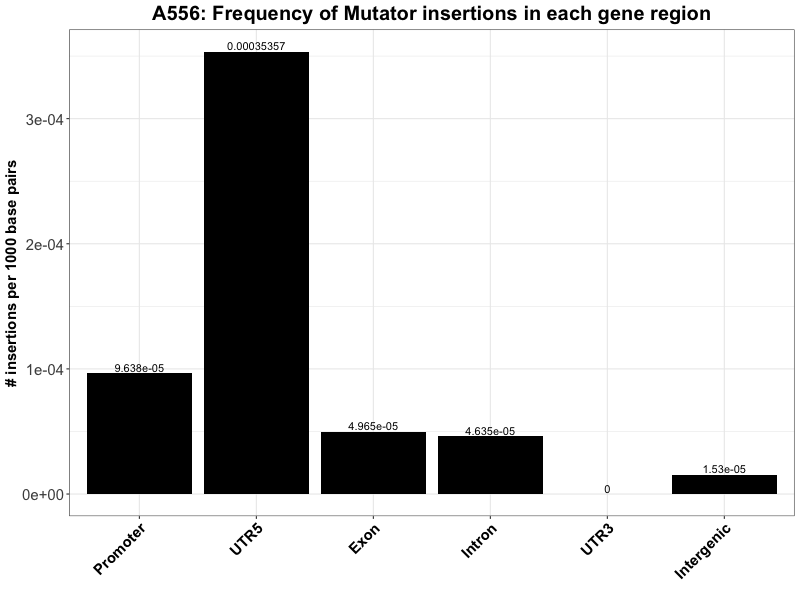 A556: Frequency of Mutator insertions in each gene region
# insertions per 1000 base pairs
3e-04
2e-04
1e-04
0e+00
9.638e-05
0.00035357
4.965e-05
4.635e-05
0
1.53e-05
Promoter
UTR5
Exon
Intron
UTR3
Intergenic